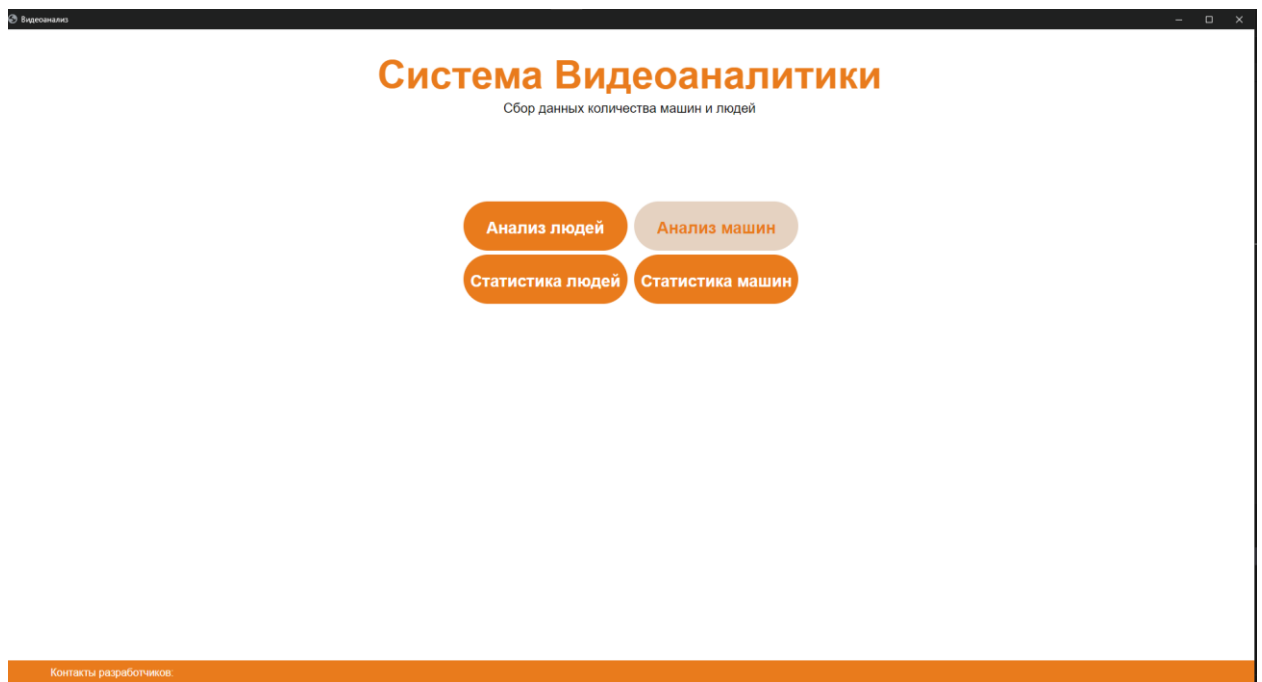 Видеоанализ
Система Видеоаналитики
Сбор данных количества машин и людей
Анализ людей Анализ машин
Статистика людей Статистика машин
Контакты разработчиков: